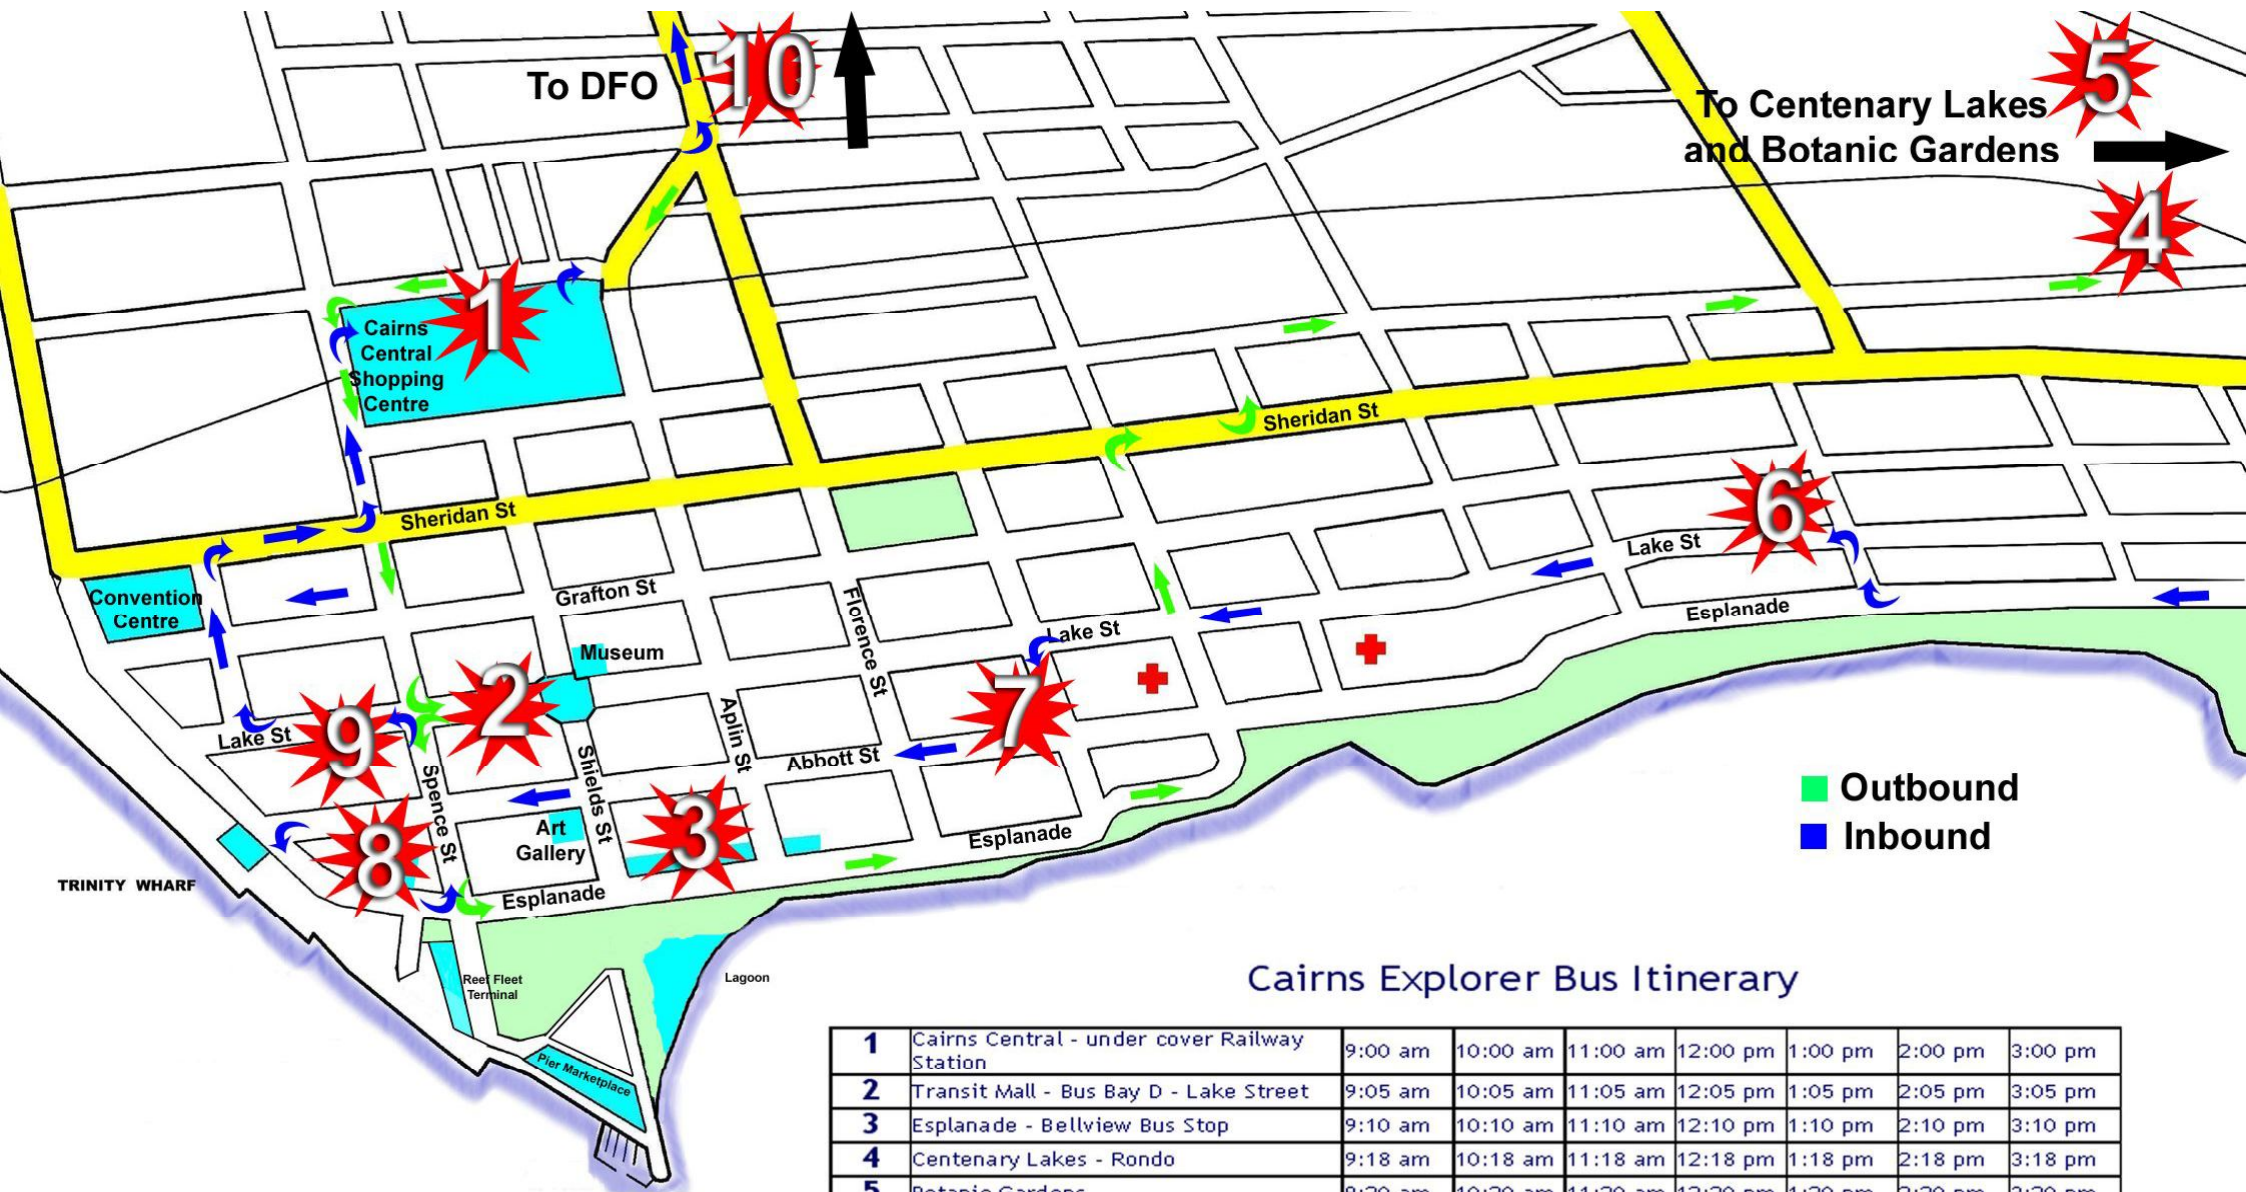 10
To DFO
5
To Centenary Lakes
and Botanic Gardens
4
1
Cairns
Central
Shopping
Centre
Sheridan St
Sheridan St
6
Lake St
Esplanade
Convention
Centre
Grafton St
Museum
Florence St
Lake St
2
7
9
Lake St
Aplin St
Abbott St
Spence St
Shields St
3
8
Art
Gallery
Esplanade
Esplanade
Outbound
Inbound
TRINITY WHARF
Reef Fleet
Terminal
Lagoon
Pier Marketplace
Cairns Explorer Bus Itinerary
1 Cairns Central - under cover Railway Station 9:00 am 10:00 am 11:00 am 12:00 pm 1:00 pm 2:00 pm 3:00 pm
2 Transit Mall - Bus Bay D - Lake Street 9:05 am 10:05 am 11:05 am 12:05 pm 1:05 pm 2:05 pm 3:05 pm
3 Esplanade - Bellview Bus Stop 9:10 am 10:10 am 11:10 am 12:10 pm 1:10 pm 2:10 pm 3:10 pm
4 Centenary Lakes - Rondo 9:18 am 10:18 am 11:18 am 12:18 pm 1:18 pm 2:18 pm 3:18 pm
5 Botanic Gardens